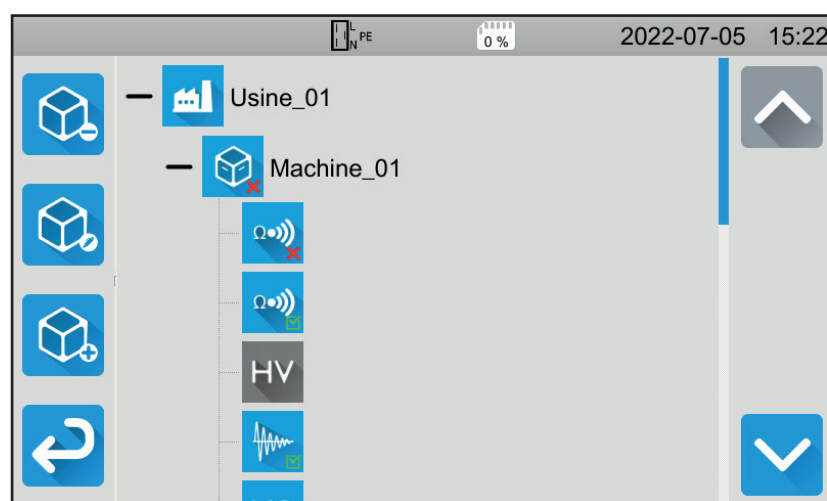 L
N PE
0 %
2022-07-05 15:22
Usine_01
Machine_01
Ω
Ω
HV